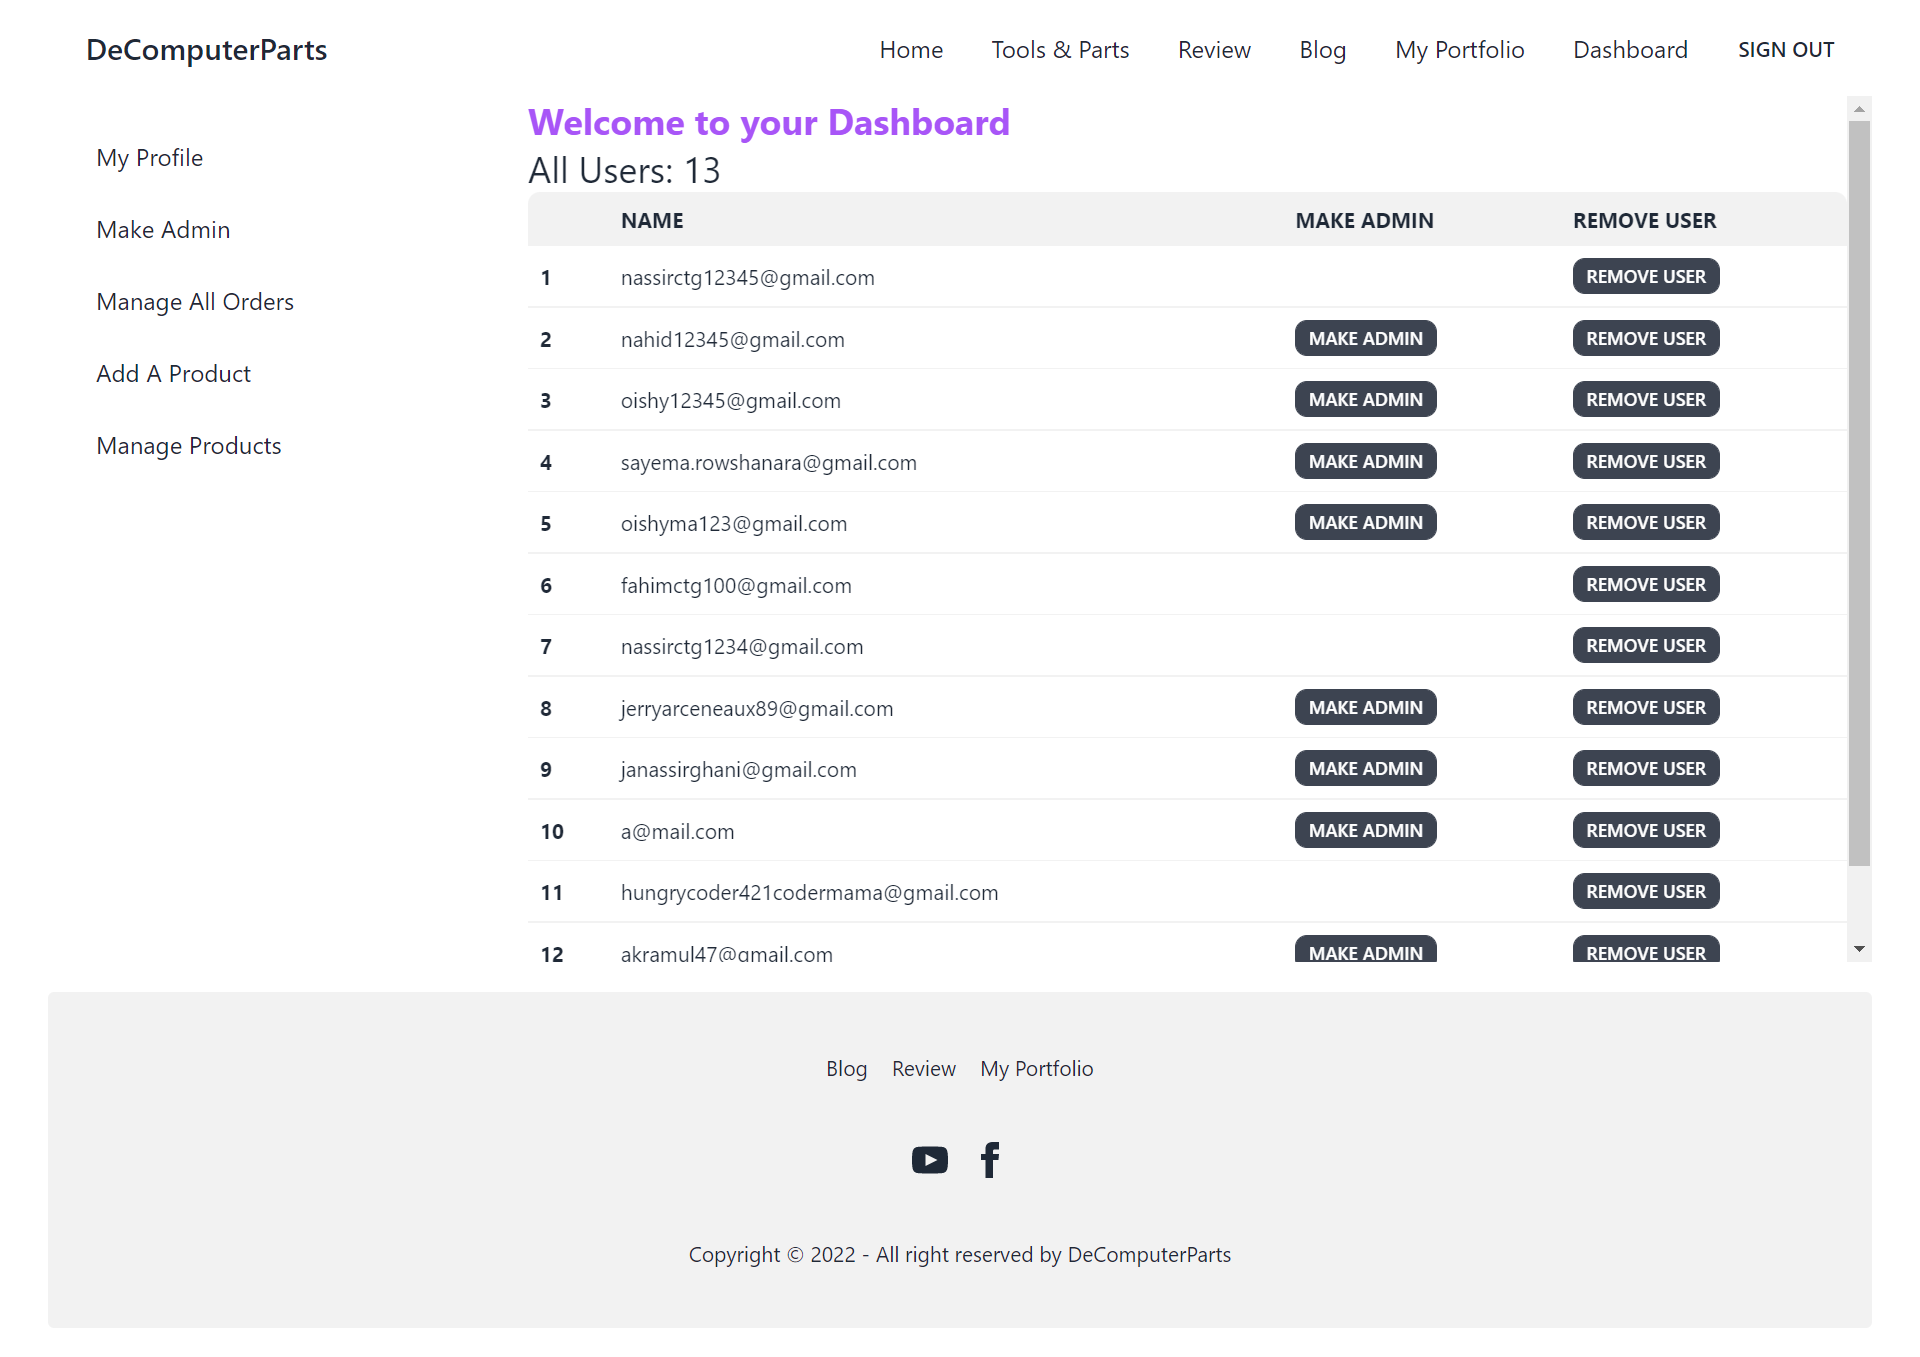 DeComputerParts Home Tools & Parts Review Blog My Portfolio Dashboard SIGN OUT
My Profile
Make Admin
Manage All Orders
Add A Product
Manage Products
Welcome to your Dashboard
All Users: 13
NAME MAKE ADMIN REMOVE USER
1 nassirctg12345@gmail.com REMOVE USER
2 nahid12345@gmail.com MAKE ADMIN REMOVE USER
3 oishy12345@gmail.com MAKE ADMIN REMOVE USER
4 sayema.rowshanara@gmail.com MAKE ADMIN REMOVE USER
5 oishyma123@gmail.com MAKE ADMIN REMOVE USER
6 fahimctg100@gmail.com REMOVE USER
7 nassirctg1234@gmail.com REMOVE USER
8 jerryarceneaux89@gmail.com MAKE ADMIN REMOVE USER
9 janassirghani@gmail.com MAKE ADMIN REMOVE USER
10 a@mail.com MAKE ADMIN REMOVE USER
11 hungrycoder421codermama@gmail.com REMOVE USER
12 akramul47@gmail.com MAKE ADMIN REMOVE USER
Blog Review My Portfolio
Copyright © 2022 - All right reserved by DeComputerParts